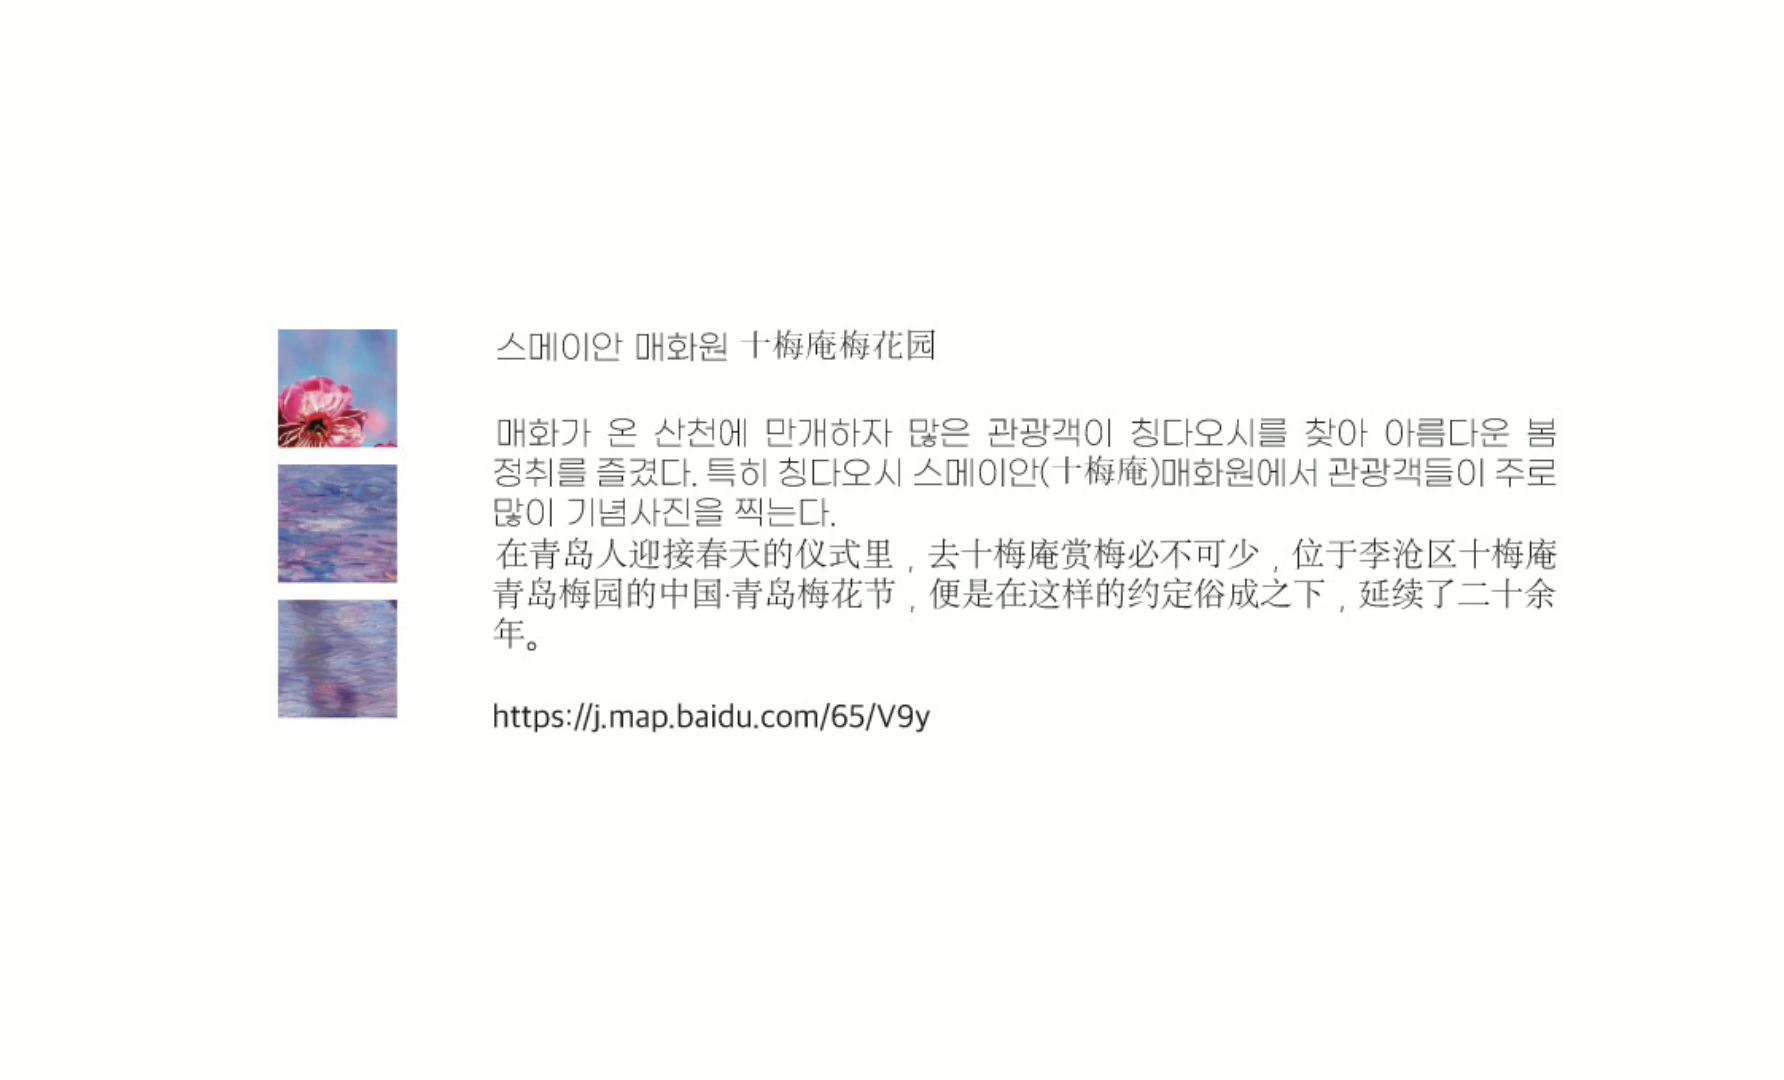 스메이안 매화원 十梅庵梅花园
매화가 온 산천에 만개하자 많은 관광객이 칭다오시를 찾아 아름다운 봄
정취를 즐겼다. 특히 칭다오시 스메이안(十梅庵)매화원에서 관광객들이 주로
많이 기념사진을 찍는다.
在青岛人迎接春天的仪式里，去十梅庵赏梅必不可少，位于李沧区十梅庵
青岛梅园的中国·青岛梅花节，便是在这样的约定俗成之下，延续了二十余
年。
https://j.map.baidu.com/65/V9y